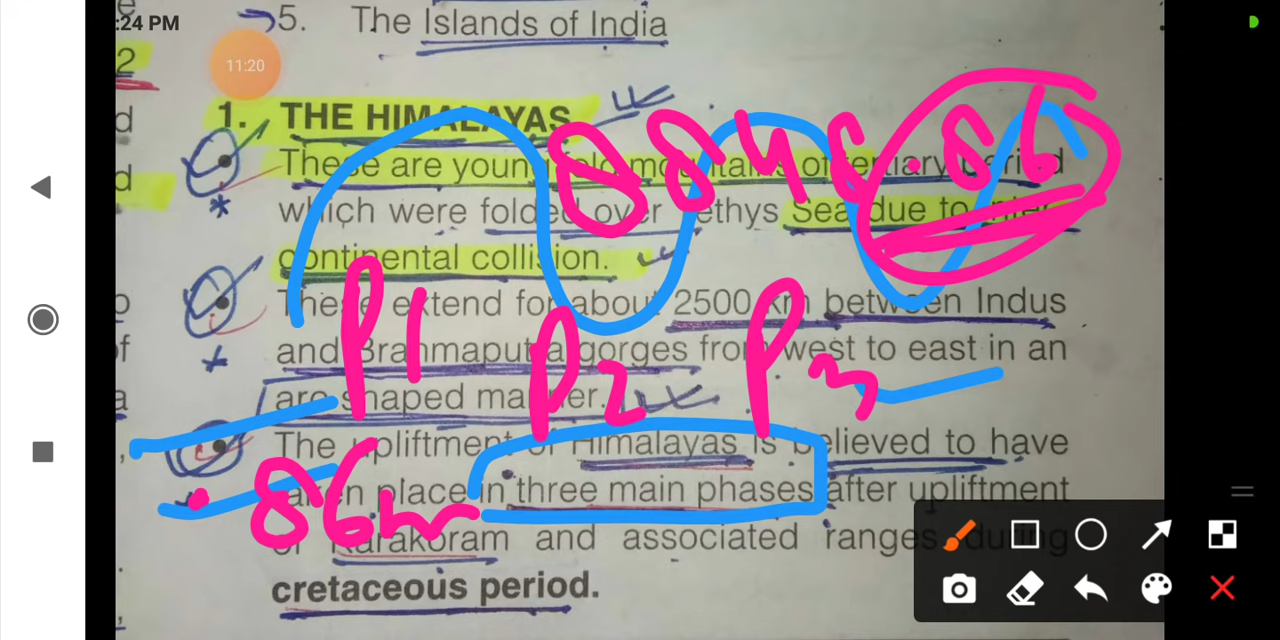 :24 PM
5. The Islands of India
11:20
2
1. THE HIMALAYAS
d
These are young fold mountains of tertiary period
d
which were folded over Tethys Sea due to inter
continental collision.
These extend for about 2500 km between Indus
and Brahmaputra gorges from west to east in an
arc shaped manner.
The upliftment of Himalayas is believed to have
taken place in three main phases after upliftment
of Karakoram and associated ranges during
cretaceous period.
8848.86
P1 P2 P3
.86m